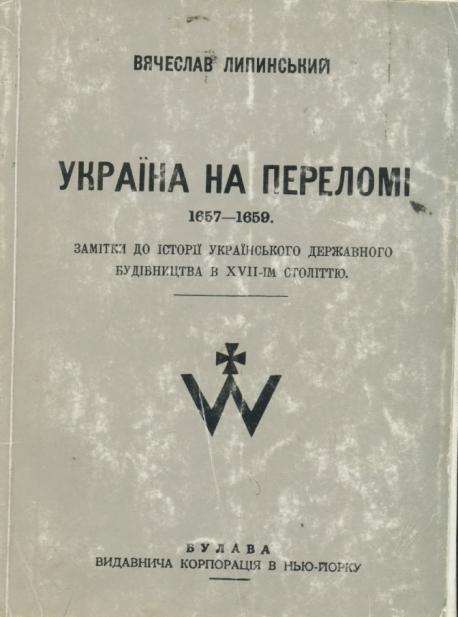 ВЯЧЕСЛАВ ЛИПИНСЬКИЙ
УКРАЇНА НА ПЕРЕЛОМІ
1657—1659.
ЗАМІТКИ ДО ІСТОРІЇ УКРАЇНСЬКОГО ДЕРЖАВНОГО
БУДІВНИЦТВА В XVII-ІМ СТОЛІТТЮ.
БУЛАВА
ВИДАВНИЧА КОРПОРАЦІЯ В НЬЮ-ЙОРКУ